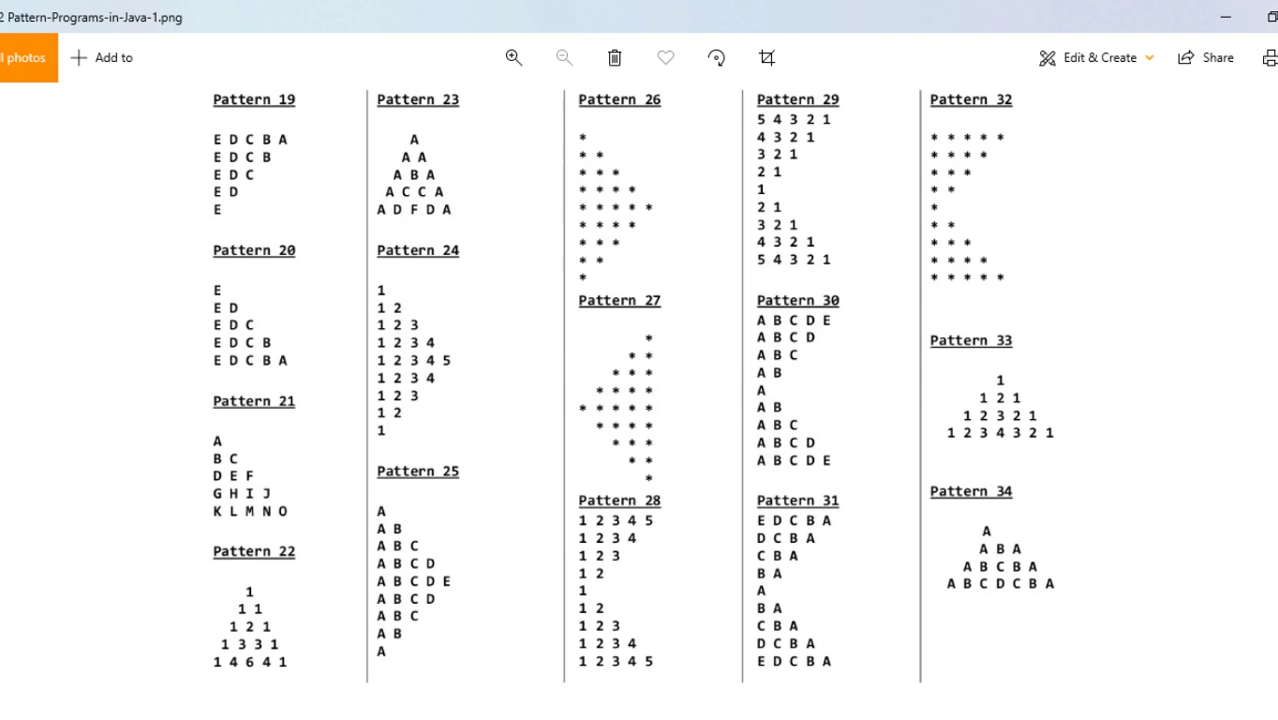 2 Pattern-Programs-in-Java-1.png
l photos
Add to
Edit & Create
Share
Pattern 19
E D C B A
E D C B
E D C
E D
E
Pattern 20
E
E D
E D C
E D C B
E D C B A
Pattern 21
A
B C
D E F
G H I J
K L M N O
Pattern 22
1
1 1
1 2 1
1 3 3 1
1 4 6 4 1
Pattern 23
A
A A
A B A
A C C A
A D F D A
Pattern 24
1
1 2
1 2 3
1 2 3 4
1 2 3 4 5
1 2 3 4
1 2 3
1 2
1
Pattern 25
A
A B
A B C
A B C D
A B C D E
A B C D
A B C
A B
A
Pattern 26
*
* *
* * *
* * * *
* * * * *
* * * *
* * *
* *
*
Pattern 27
*
* *
* * *
* * * *
* * * * *
* * * *
* * *
* *
*
Pattern 28
1 2 3 4 5
1 2 3 4
1 2 3
1 2
1
1 2
1 2 3
1 2 3 4
1 2 3 4 5
Pattern 29
5 4 3 2 1
4 3 2 1
3 2 1
2 1
1
2 1
3 2 1
4 3 2 1
5 4 3 2 1
Pattern 30
A B C D E
A B C D
A B C
A B
A
A B
A B C
A B C D
A B C D E
Pattern 31
E D C B A
D C B A
C B A
B A
A
B A
C B A
D C B A
E D C B A
Pattern 32
* * * * *
* * * *
* * *
* *
*
* *
* * *
* * * *
* * * * *
Pattern 33
1
1 2 1
1 2 3 2 1
1 2 3 4 3 2 1
Pattern 34
A
A B A
A B C B A
A B C D C B A